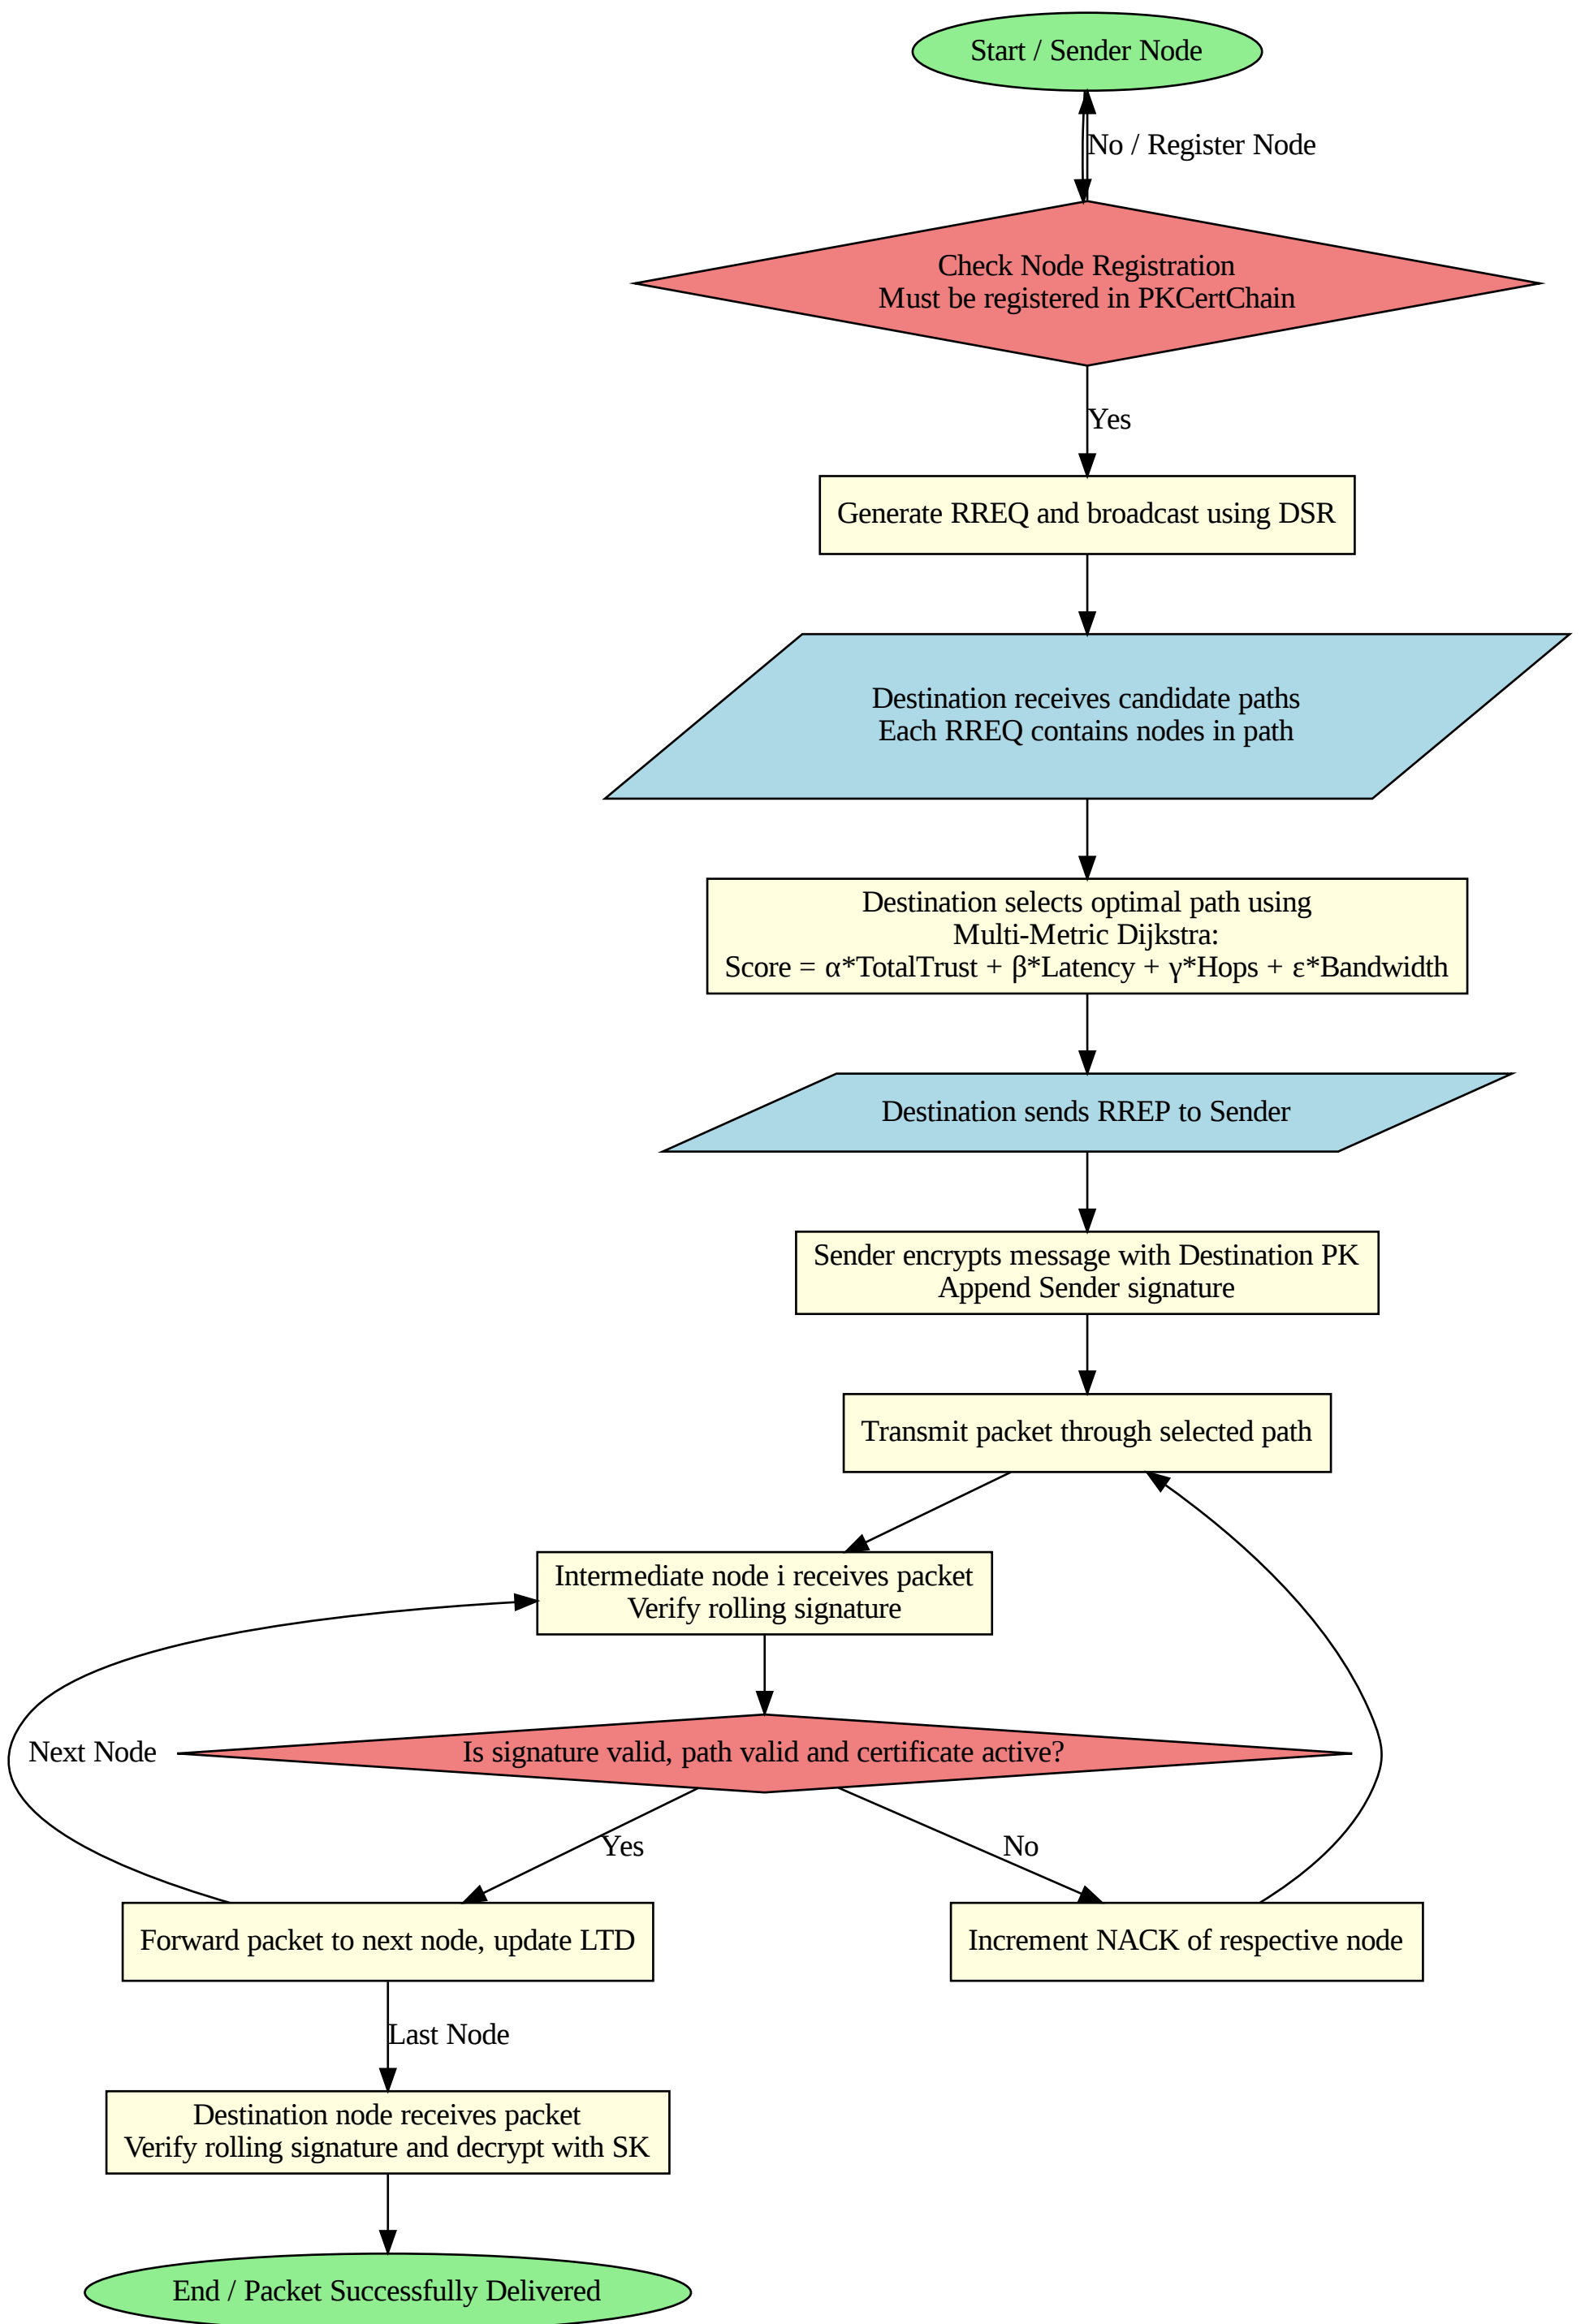 Start / Sender Node
No / Register Node
Check Node Registration
Must be registered in PKCertChain
Yes
Generate RREQ and broadcast using DSR
Destination receives candidate paths
Each RREQ contains nodes in path
Destination selects optimal path using
Multi-Metric Dijkstra:
Score = α*TotalTrust + β*Latency + γ*Hops + ε*Bandwidth
Destination sends RREP to Sender
Sender encrypts message with Destination PK
Append Sender signature
Transmit packet through selected path
Intermediate node i receives packet
Verify rolling signature
Next Node
Is signature valid, path valid and certificate active?
Yes
No
Forward packet to next node, update LTD
Increment NACK of respective node
Last Node
Destination node receives packet
Verify rolling signature and decrypt with SK
End / Packet Successfully Delivered